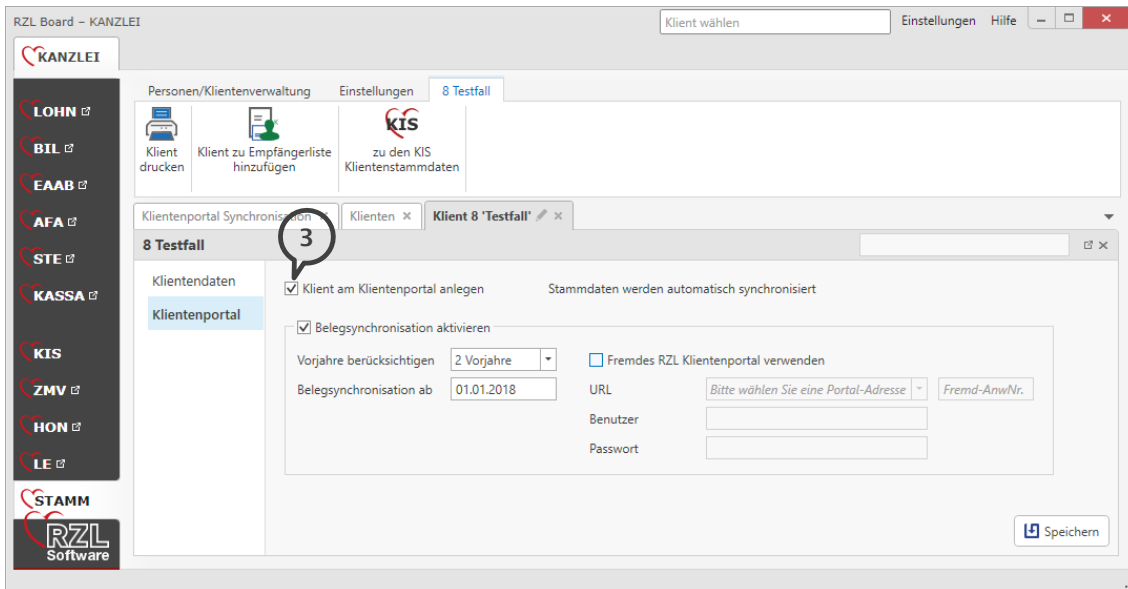 RZL Board – KANZLEI
Klient wählen
Einstellungen Hilfe
KANZLEI
Personen/Klientenverwaltung Einstellungen 8 Testfall
LOHN
BIL
EAAB
AFA
STE
KASSA
KIS
ZMV
HON
LE
STAMM
RZL
Software
Klient
drucken
Klient zu Empfängerliste
hinzufügen
KIS
zu den KIS
Klientenstammdaten
Klientenportal Synchronisation Klienten Klient 8 'Testfall'
8 Testfall
3
Klientendaten
Klientenportal
Klient am Klientenportal anlegen Stammdaten werden automatisch synchronisiert
Belegsynchronisation aktivieren
Vorjahre berücksichtigen 2 Vorjahre
Belegsynchronisation ab 01.01.2018
Fremdes RZL Klientenportal verwenden
URL Bitte wählen Sie eine Portal-Adresse Fremd-AnwNr.
Benutzer
Passwort
Speichern